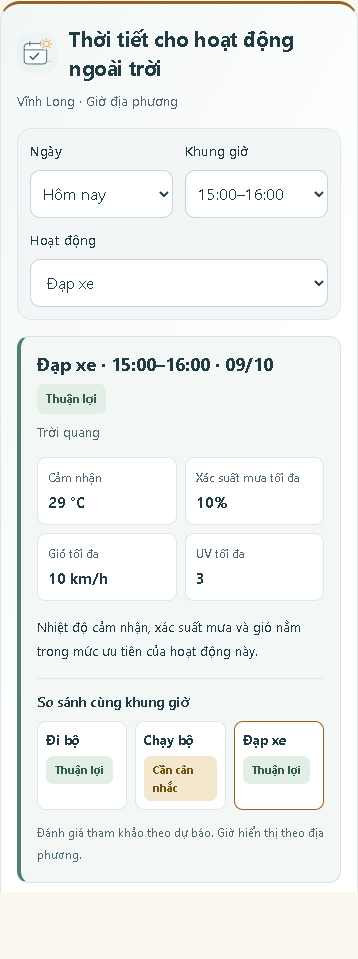 Thời tiết cho hoạt động
ngoài trời
Vĩnh Long · Giờ địa phương
Ngày
Khung giờ
Hôm nay
15:00–16:00
Hoạt động
Đạp xe
Đạp xe · 15:00–16:00 · 09/10
Thuận lợi
Trời quang
Cảm nhận
Xác suất mưa tối đa
29 °C
10%
Gió tối đa
UV tối đa
10 km/h
3
Nhiệt độ cảm nhận, xác suất mưa và gió nằm
trong mức ưu tiên của hoạt động này.
So sánh cùng khung giờ
Đi bộ
Chạy bộ
Đạp xe
Thuận lợi
Cần cân
nhắc
Thuận lợi
Đánh giá tham khảo theo dự báo. Giờ hiển thị theo địa
phương.